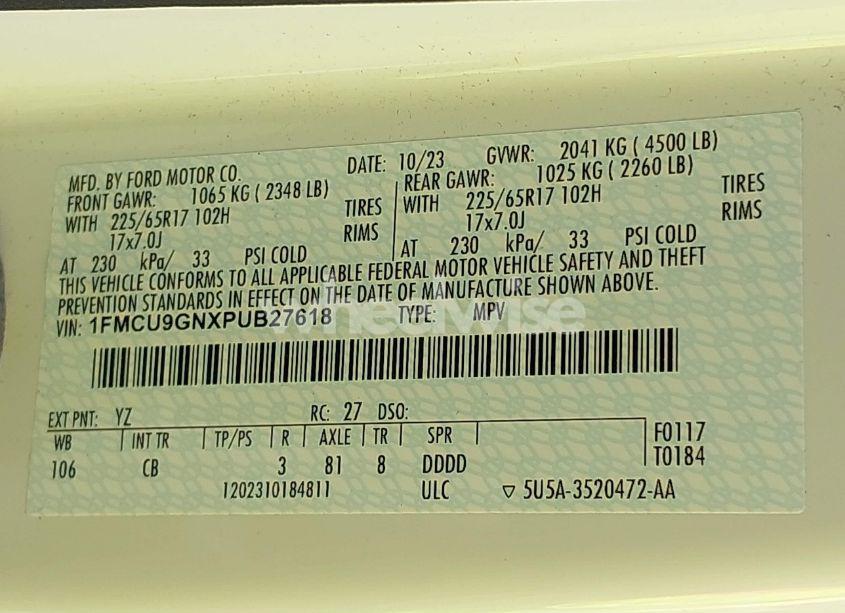 MFD. BY FORD MOTOR CO. DATE: 10/23 GVWR: 2041 KG ( 4500 LB)
FRONT GAWR: 1065 KG ( 2348 LB) REAR GAWR: 1025 KG ( 2260 LB)
WITH 225/65R17 102H TIRES WITH 225/65R17 102H TIRES
17x7.0J RIMS 17x7.0J RIMS
AT 230 kPa/ 33 PSI COLD AT 230 kPa/ 33 PSI COLD
THIS VEHICLE CONFORMS TO ALL APPLICABLE FEDERAL MOTOR VEHICLE SAFETY AND THEFT
PREVENTION STANDARDS IN EFFECT ON THE DATE OF MANUFACTURE SHOWN ABOVE.
VIN: 1FMCU9GNXPUB27618 TYPE: MPV
wheelwise
EXT PNT: YZ RC: 27 DSO:
WB INT TR TP/PS R AXLE TR SPR F0117
106 CB 3 81 8 DDDD T0184
1202310184811 ULC ▽ 5U5A-3520472-AA